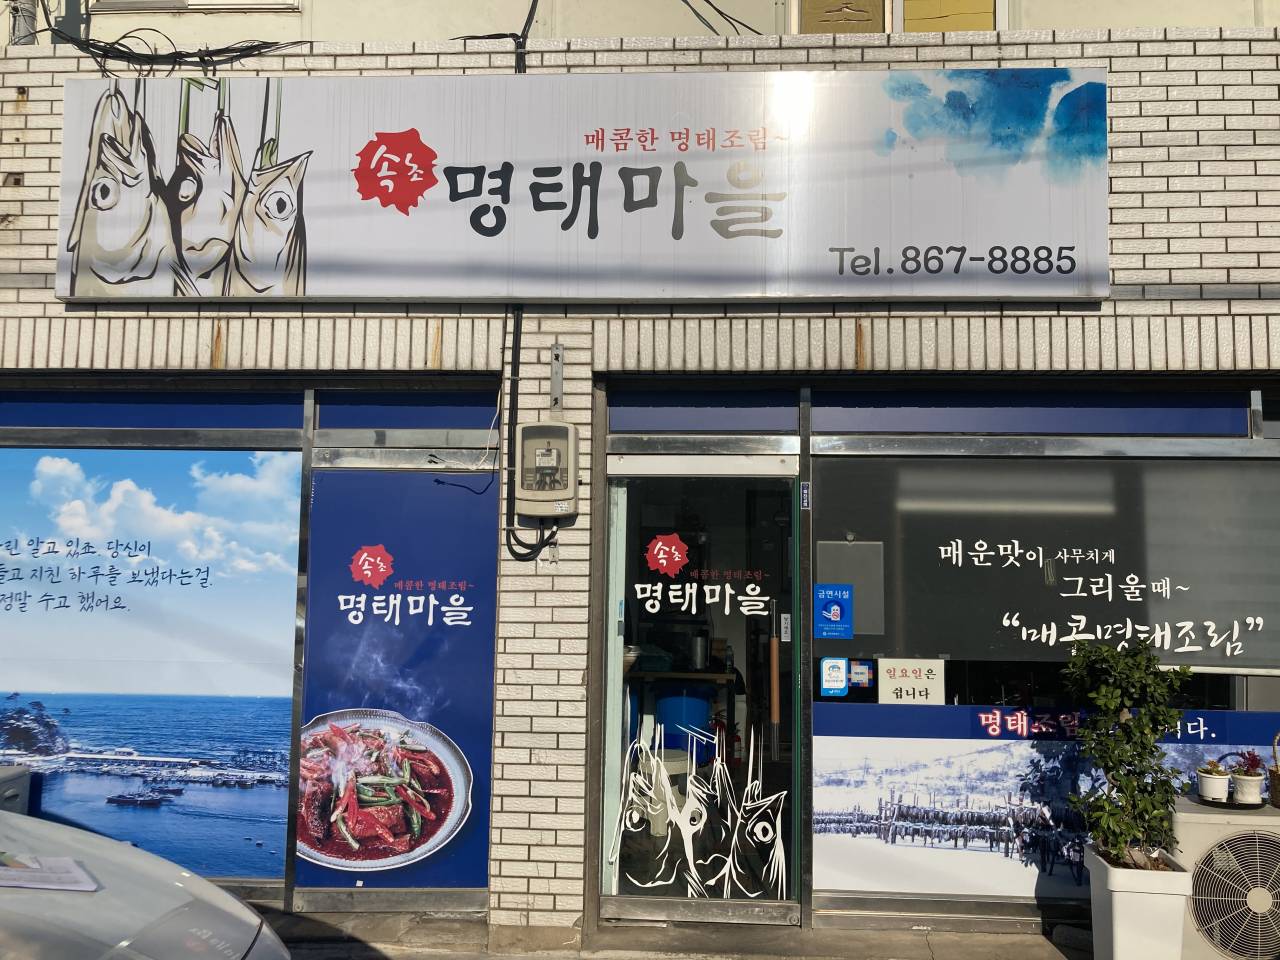 매콤한 명태조림~
속초
명태마을
Tel.867-8885
린 알고 있죠. 당신이
고 지친 하루를 보냈다는걸.
정말 수고 했어요.
속초
매콤한 명태조림~
명태마을
속초
매콤한 명태조림~
명태마을
금연시설
일요일은
쉽니다
매운맛이 사무치게
그리울때~
“매콤명태조림”
명태조림
니다.